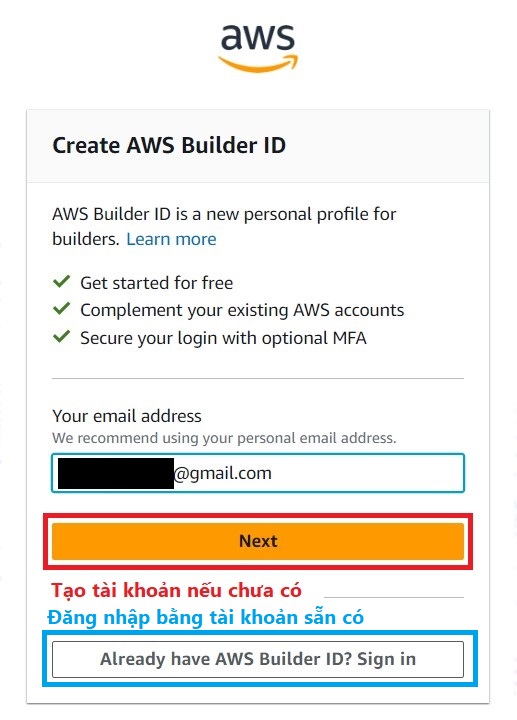 aws
Create AWS Builder ID
AWS Builder ID is a new personal profile for
builders. Learn more
Get started for free
Complement your existing AWS accounts
Secure your login with optional MFA
Your email address
We recommend using your personal email address.
@gmail.com
Next
Tạo tài khoản nếu chưa có
Đăng nhập bằng tài khoản sẵn có
Already have AWS Builder ID? Sign in